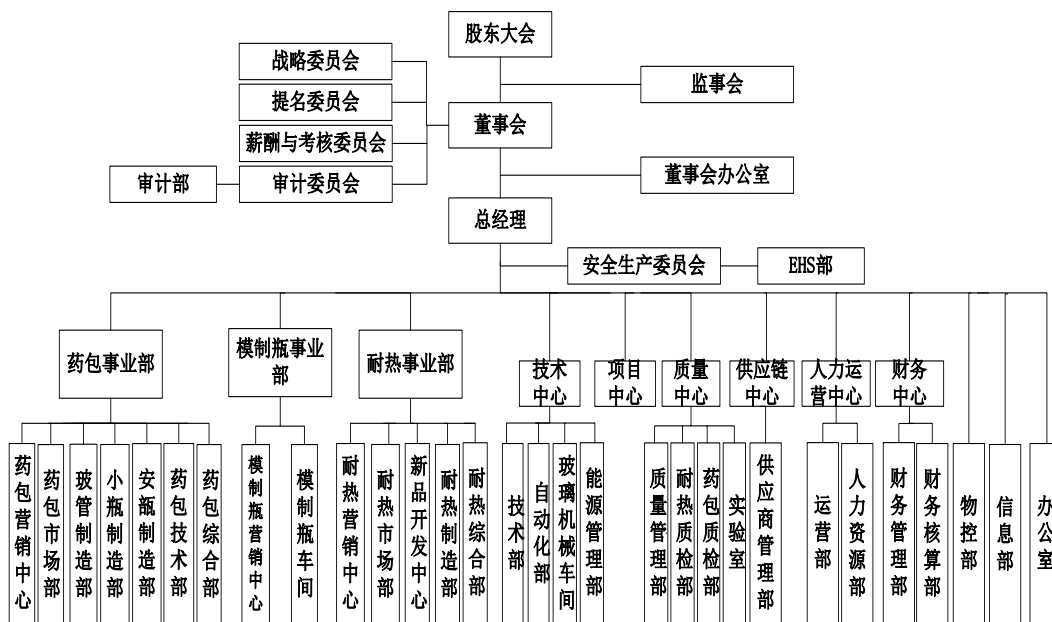 股东大会
战略委员会
监事会
提名委员会
董事会
薪酬与考核委员会
审计部
审计委员会
董事会办公室
总经理
安全生产委员会
EHS部
药包事业部
模制瓶事业
部
耐热事业部
技术
中心
项目
中心
质量
中心
供应链
中心
人力运
营中心
财务
中心
药包营销中心
药包市场部
玻管制造部
小瓶制造部
安瓿制造部
药包技术部
药包综合部
模制瓶营销中心
模制瓶车间
耐热营销中心
耐热市场部
新品开发中心
耐热制造部
耐热综合部
技术部
自动化部
玻璃机械车间
能源管理部
质量管理部
耐热质检部
药包质检部
实验室
供应商管理部
运营部
人力资源部
财务管理部
财务核算部
物控部
信息部
办公室